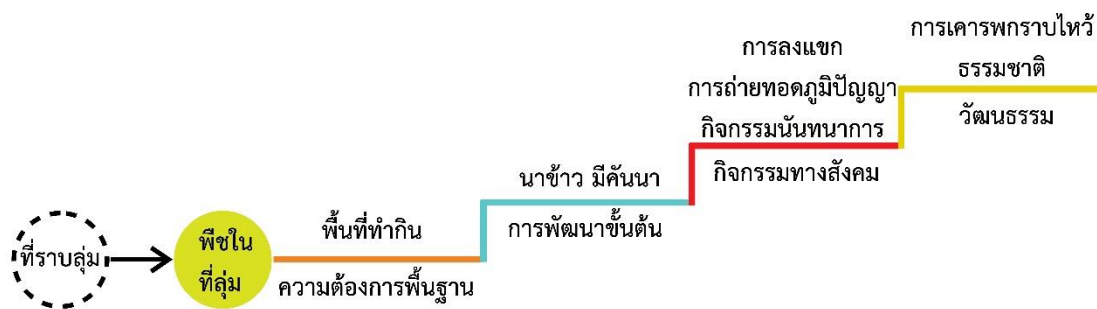 ที่ราบลุ่ม
พืชใน
ที่ลุ่ม
พื้นที่ทำกิน
ความต้องการพื้นฐาน
นาข้าว มีคันนา
การพัฒนาขั้นต้น
การลงแขก
การถ่ายทอดภูมิปัญญา
กิจกรรมนันทนาการ
กิจกรรมทางสังคม
การเคารพกราบไหว้
ธรรมชาติ
วัฒนธรรม